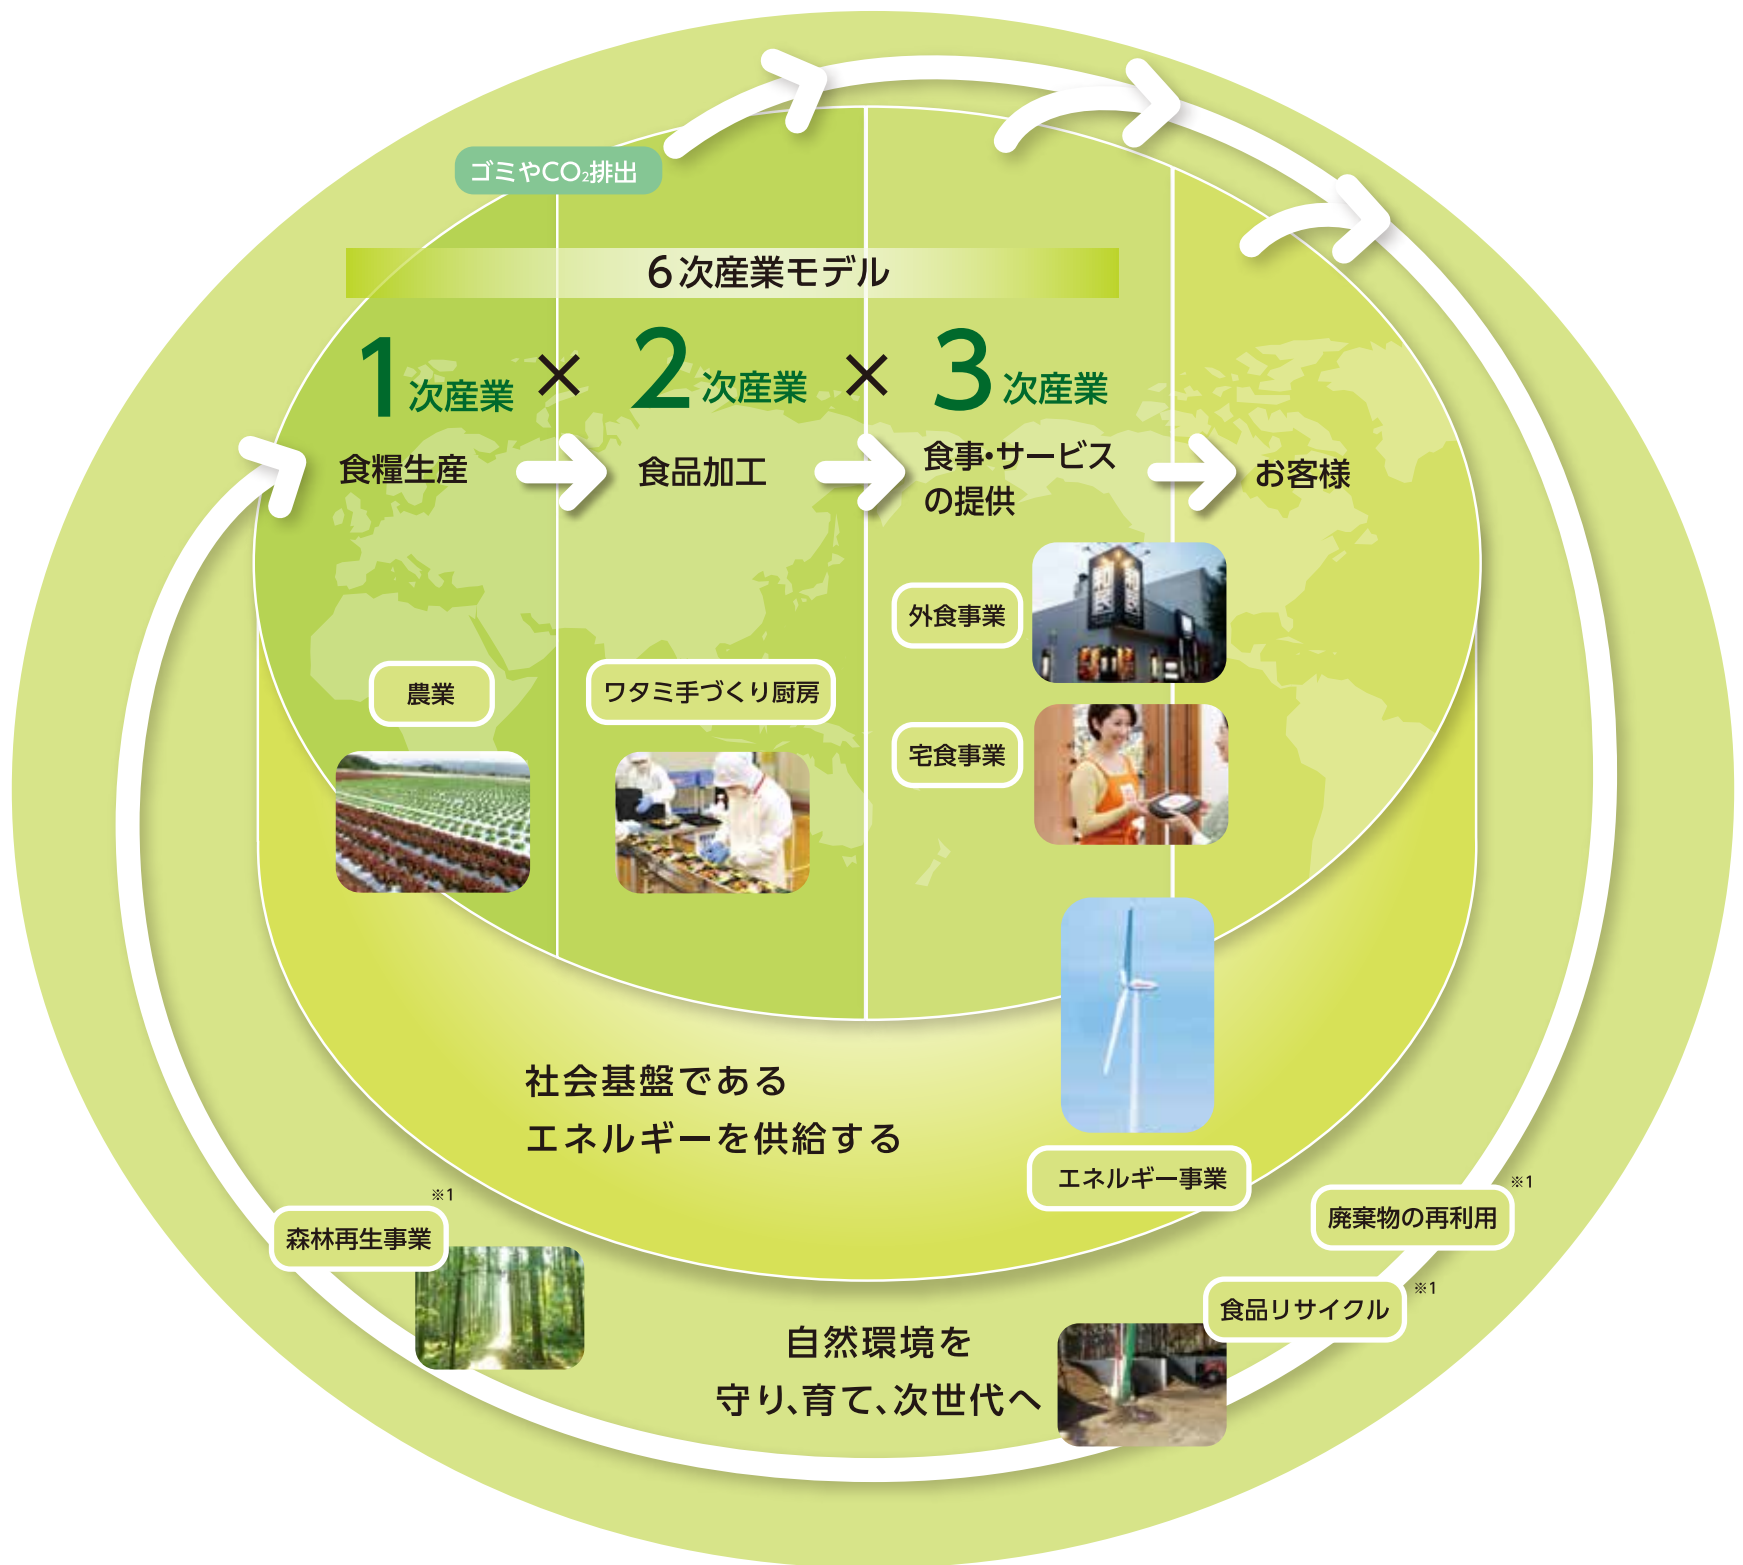 ゴミやCO₂排出
6次産業モデル
1次産業 × 2次産業 × 3次産業
食糧生産
食品加工
食事・サービス
の提供
お客様
外食事業
和民
和民
農業
ワタミ手づくり厨房
宅食事業
社会基盤である
エネルギーを供給する
エネルギー事業
※1
森林再生事業
※1
廃棄物の再利用
※1
食品リサイクル
自然環境を
守り、育て、次世代へ